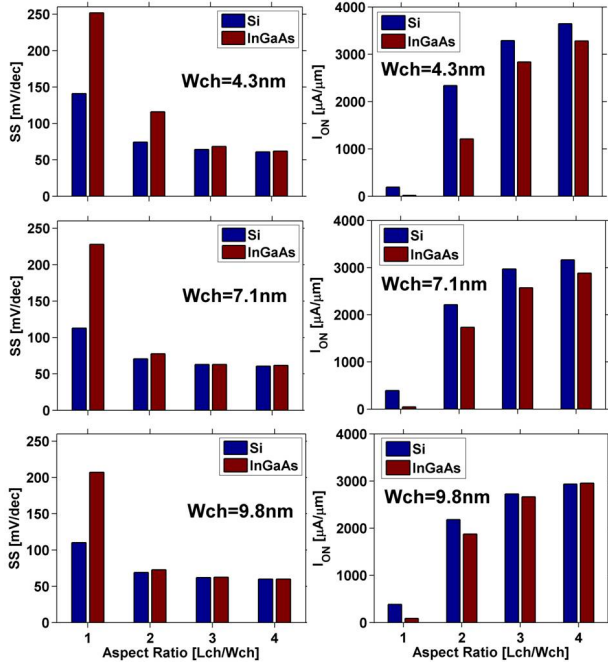 250
200
150
100
50
0
SS [mV/dec]
Si
InGaAs
Wch=4.3nm
4000
3000
2000
1000
0
I_ON [μA/μm]
Si
InGaAs
Wch=4.3nm
250
200
150
100
50
0
SS [mV/dec]
Si
InGaAs
Wch=7.1nm
4000
3000
2000
1000
0
I_ON [μA/μm]
Si
InGaAs
Wch=7.1nm
250
200
150
100
50
0
SS [mV/dec]
Si
InGaAs
Wch=9.8nm
1 2 3 4
Aspect Ratio [Lch/Wch]
4000
3000
2000
1000
0
I_ON [μA/μm]
Si
InGaAs
Wch=9.8nm
1 2 3 4
Aspect Ratio [Lch/Wch]